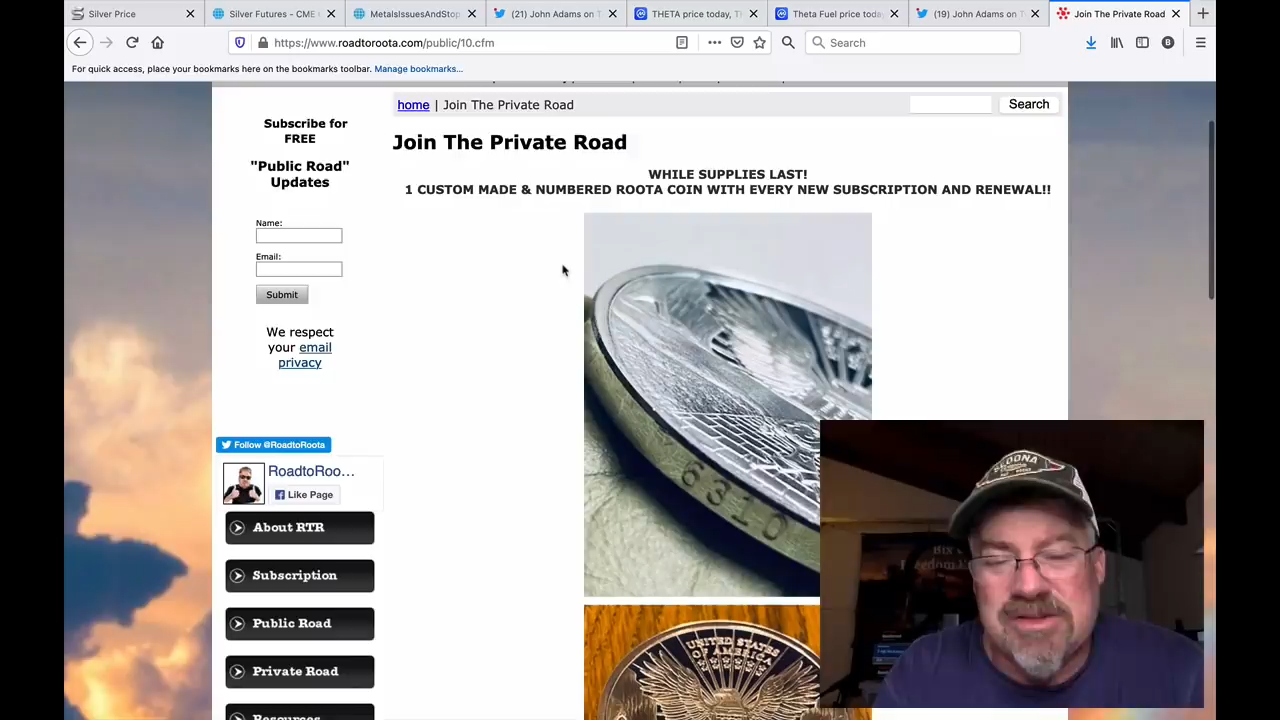 Silver Price
Silver Futures - CME
MetalsIssuesAndStop
(21) John Adams on T
THETA price today, TH
Theta Fuel price today
(19) John Adams on T
Join The Private Road
https://www.roadtoroota.com/public/10.cfm
Search
B
For quick access, place your bookmarks here on the bookmarks toolbar. Manage bookmarks...
home | Join The Private Road
Search
Subscribe for
FREE
"Public Road"
Updates
Name:
Email:
Submit
We respect
your email
privacy
Follow @RoadtoRoota
RoadtoRoo...
Like Page
About RTR
Subscription
Public Road
Private Road
Resources
Join The Private Road
WHILE SUPPLIES LAST!
1 CUSTOM MADE & NUMBERED ROOTA COIN WITH EVERY NEW SUBSCRIPTION AND RENEWAL!!
6310
UNITED STATES
OF
AMERICA